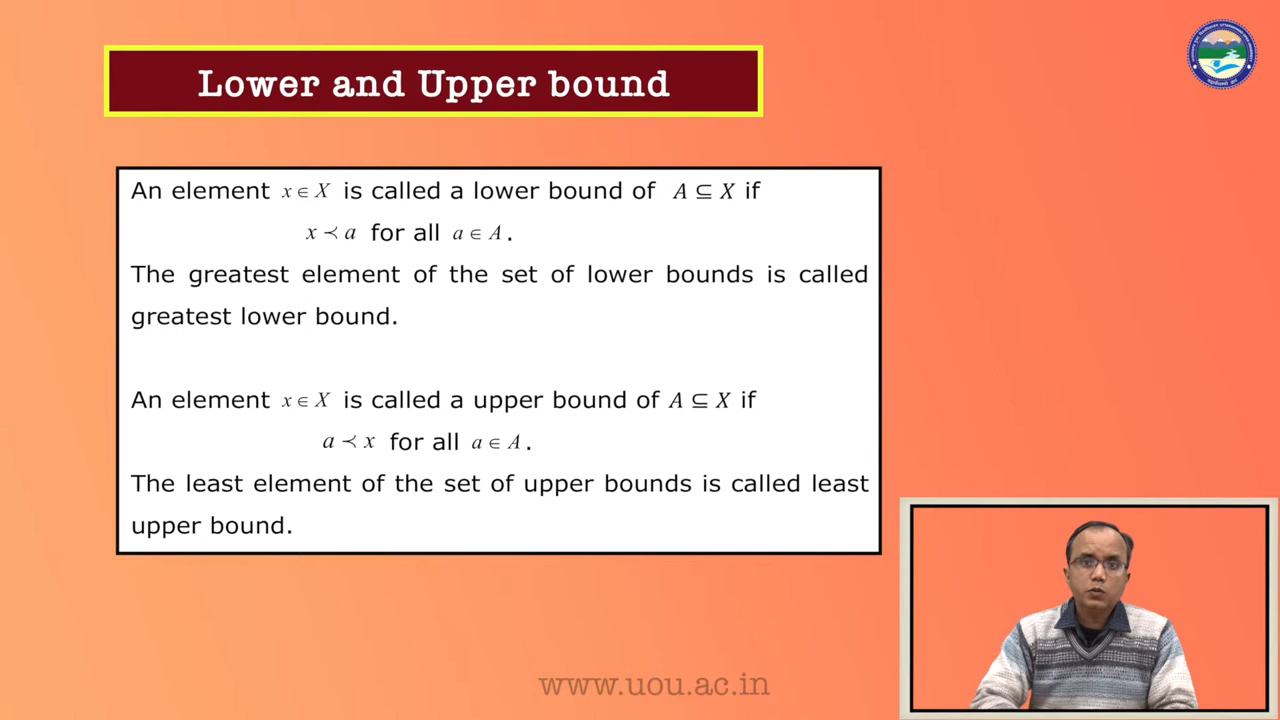 Lower and Upper bound
An element x ∈ X is called a lower bound of A ⊆ X if
x ≺ a for all a ∈ A.
The greatest element of the set of lower bounds is called
greatest lower bound.
An element x ∈ X is called a upper bound of A ⊆ X if
a ≺ x for all a ∈ A.
The least element of the set of upper bounds is called least
upper bound.
www.uou.ac.in